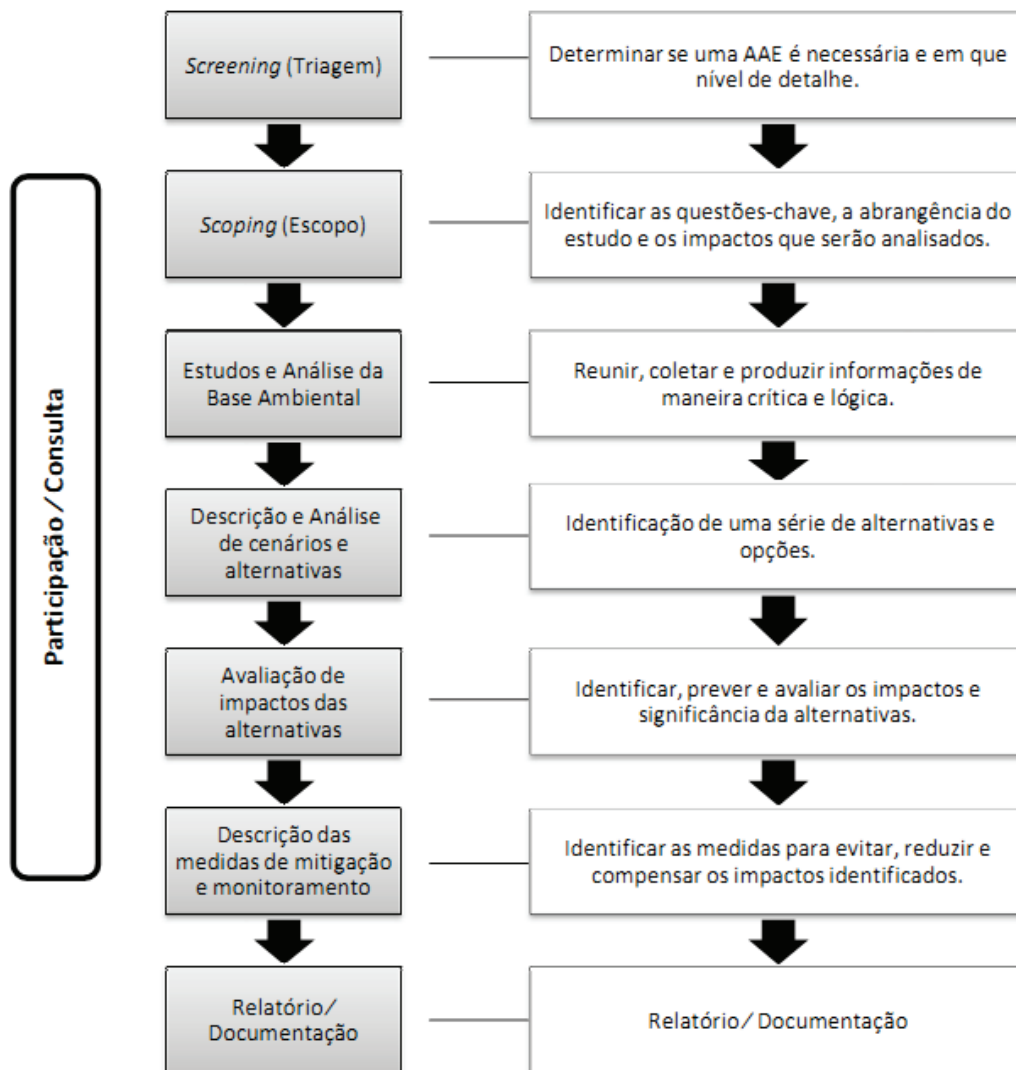 Participação / Consulta
Screening (Triagem)
Determinar se uma AAE é necessária e em que
nível de detalhe.
Scoping (Escopo)
Identificar as questões-chave, a abrangência do
estudo e os impactos que serão analisados.
Estudos e Análise da
Base Ambiental
Reunir, coletar e produzir informações de
maneira crítica e lógica.
Descrição e Análise
de cenários e
alternativas
Identificação de uma série de alternativas e
opções.
Avaliação de
impactos das
alternativas
Identificar, prever e avaliar os impactos e
significância da alternativas.
Descrição das
medidas de mitigação
e monitoramento
Identificar as medidas para evitar, reduzir e
compensar os impactos identificados.
Relatório/
Documentação
Relatório/ Documentação